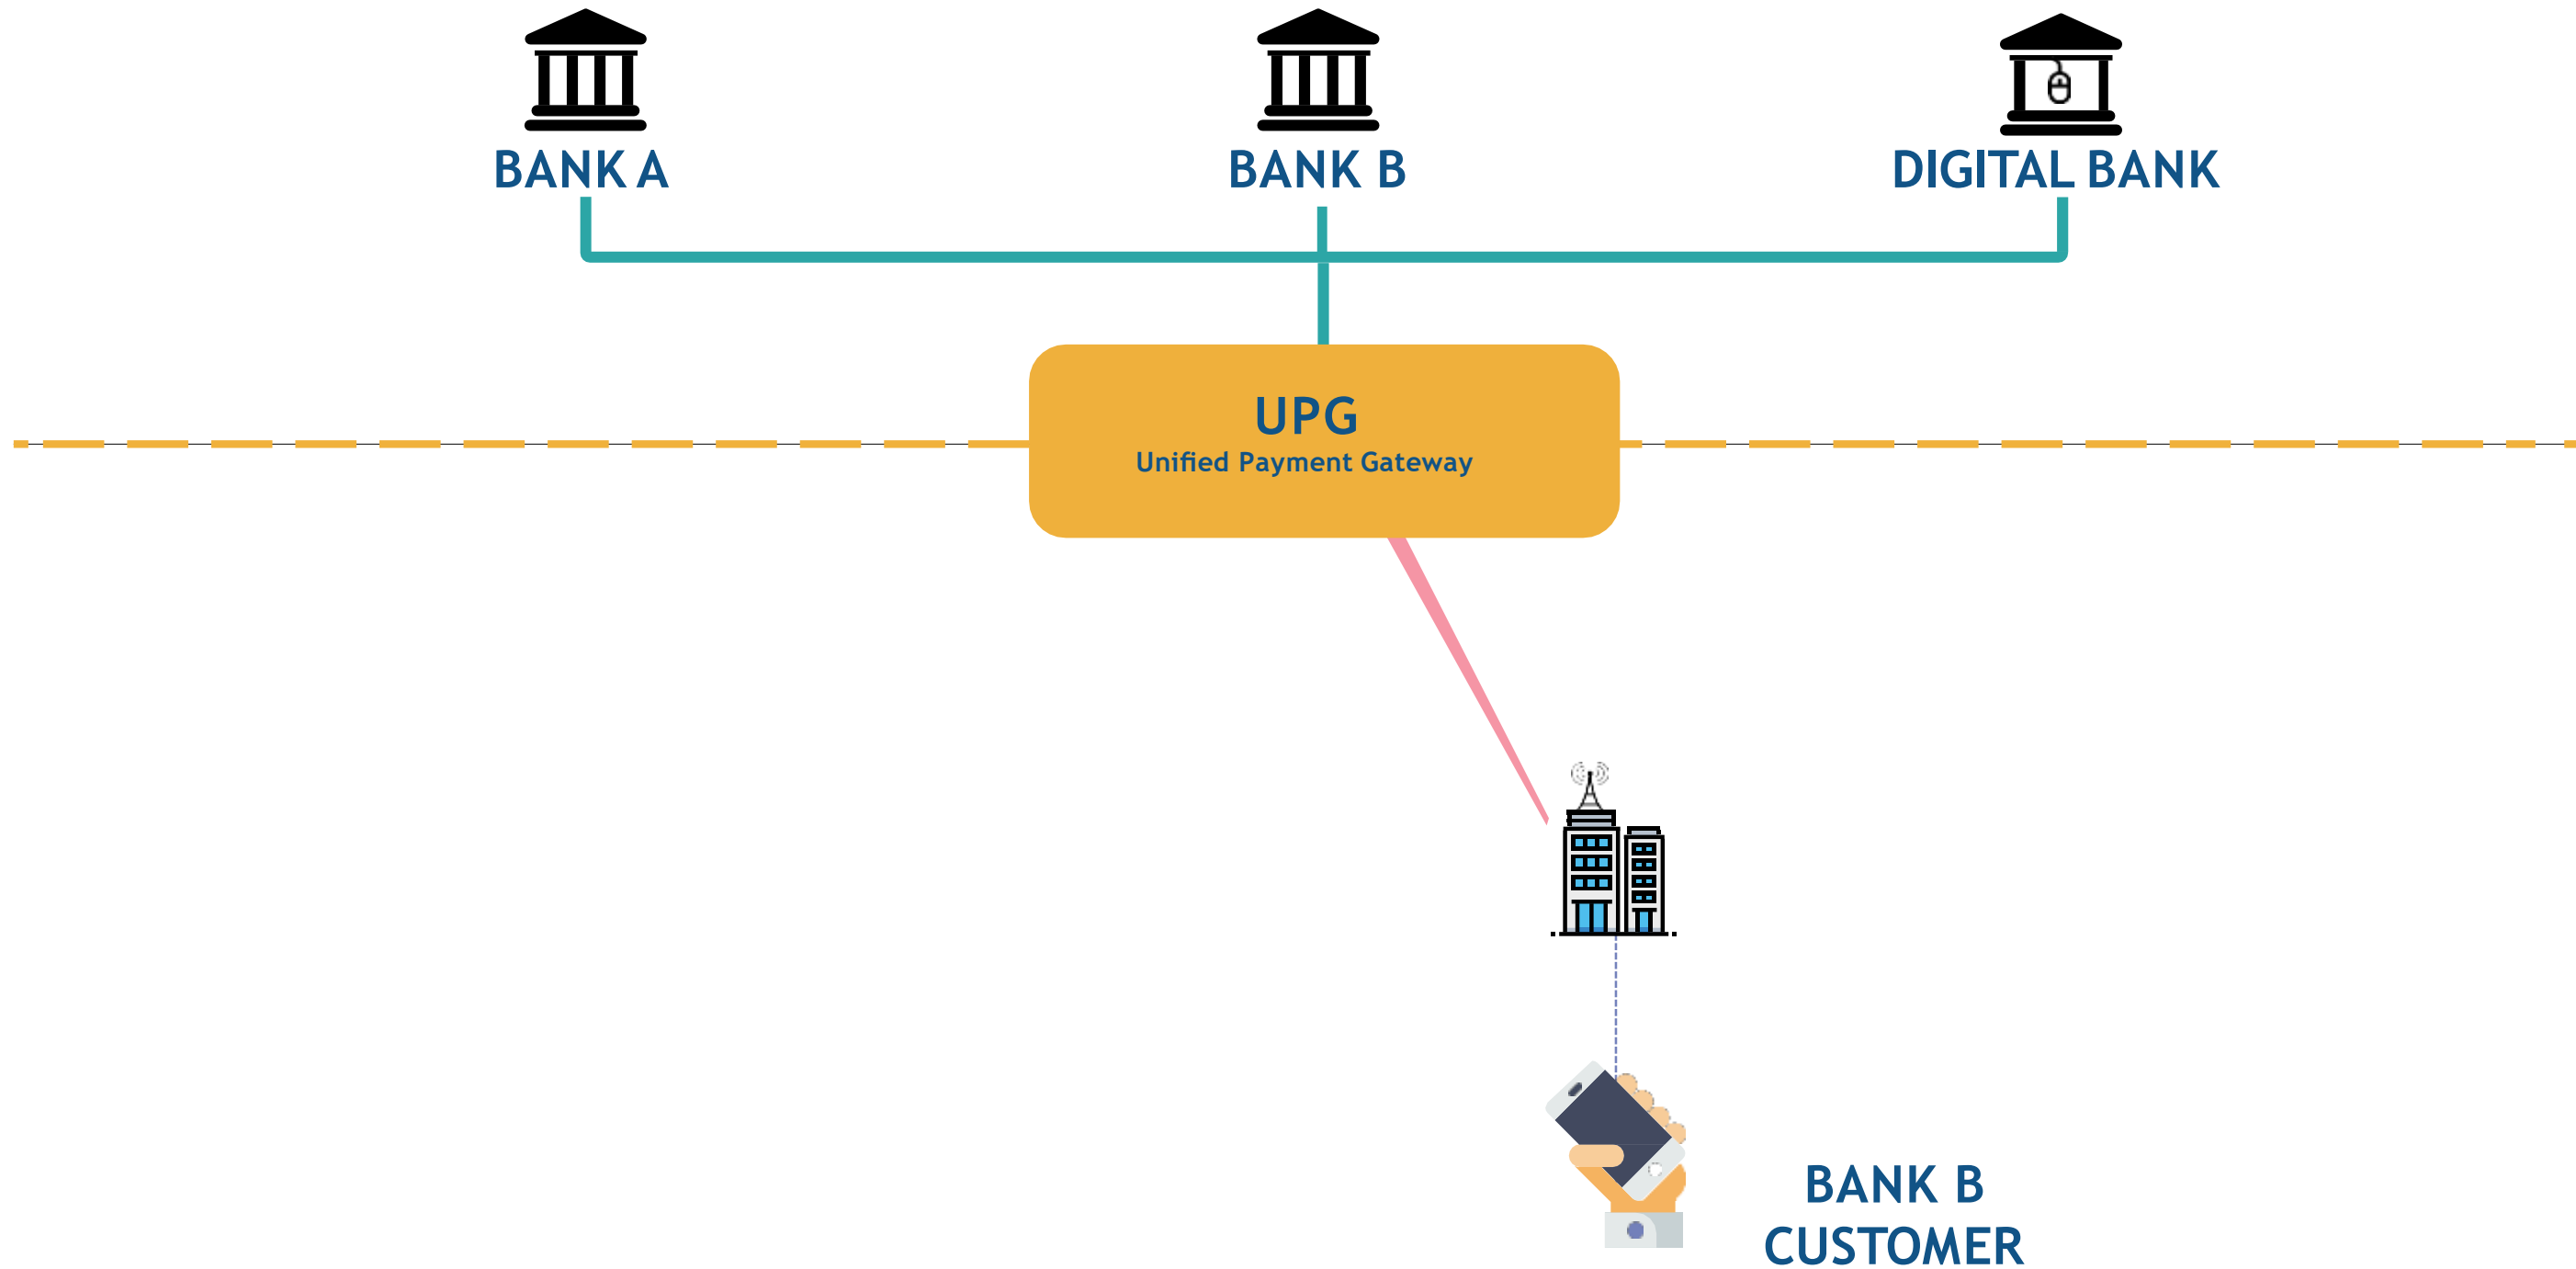 BANK A
BANK B
DIGITAL BANK
UPG
Unified Payment Gateway
BANK B
CUSTOMER